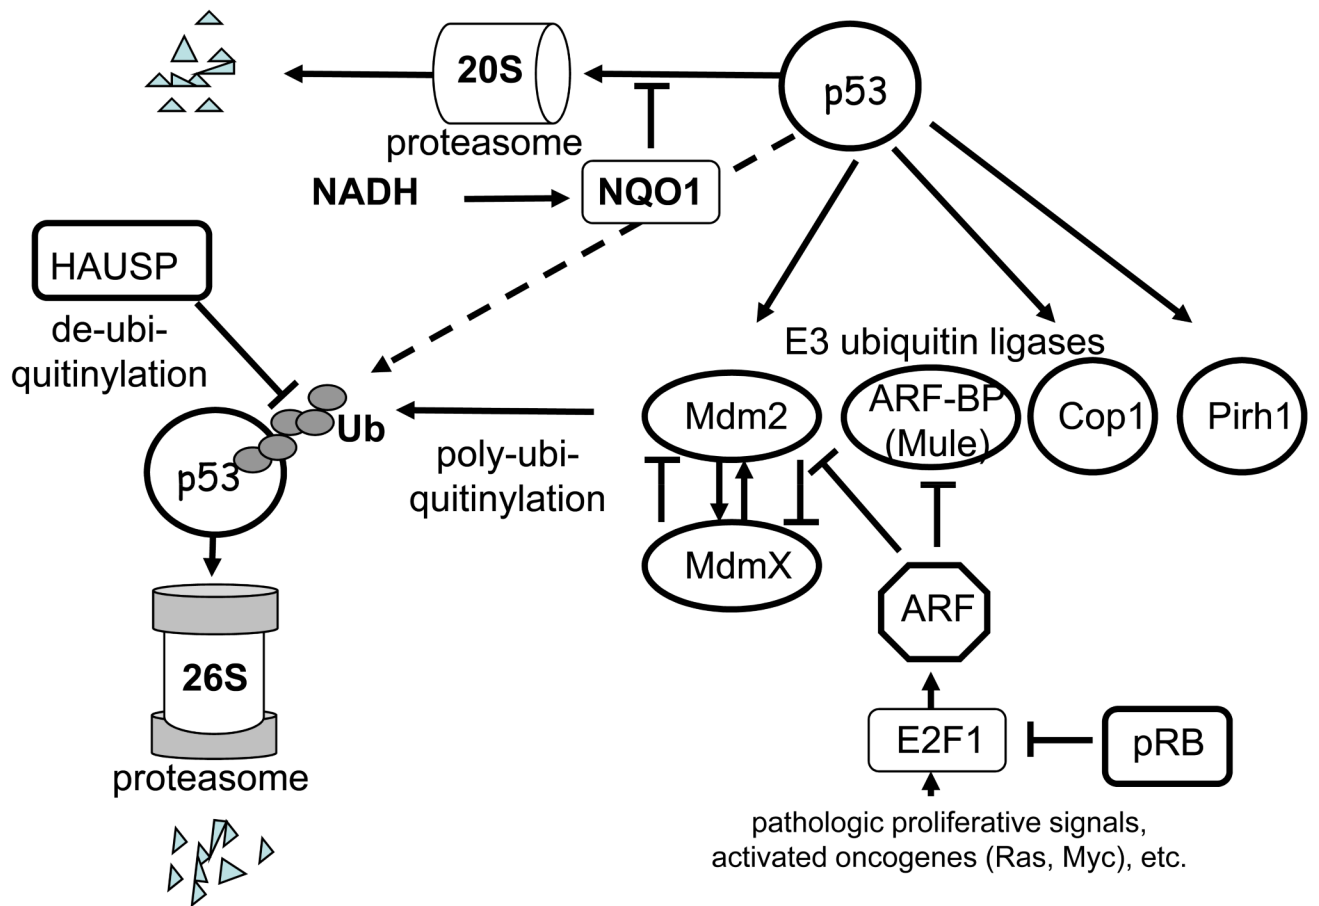 20S
p53
proteasome
NADH
NQO1
HAUSP
de-ubi-
quitinylation
E3 ubiquitin ligases
Mdm2
ARF-BP
(Mule)
Cop1
Pirh1
Ub
p53
poly-ubi-
quitinylation
MdmX
ARF
26S
E2F1
pRB
proteasome
pathologic proliferative signals,
activated oncogenes (Ras, Myc), etc.